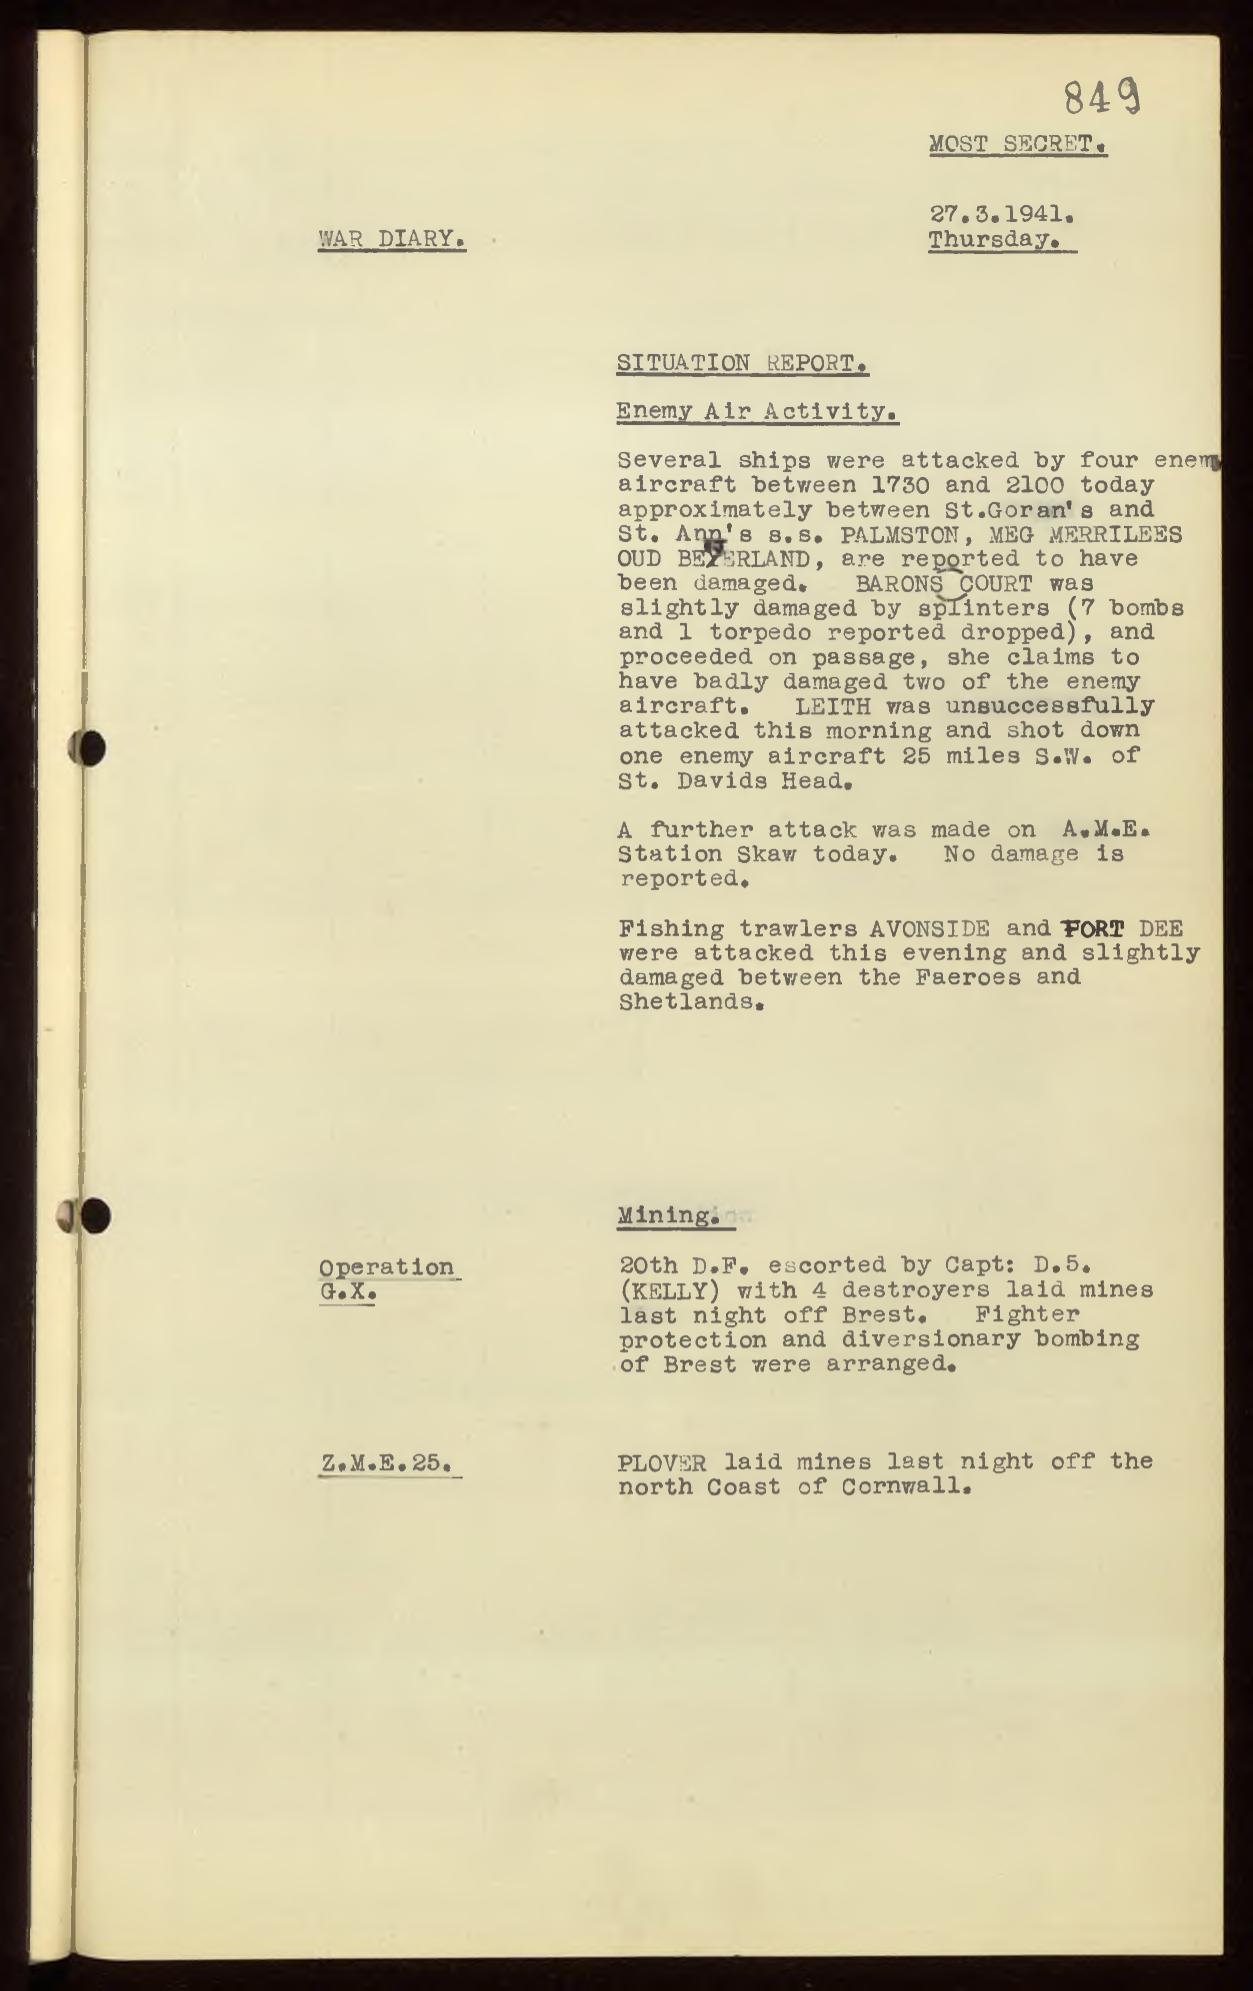 849
MOST SECRET.
27.3.1941.
WAR DIARY. Thursday.
SITUATION REPORT.
Enemy Air Activity.
Several ships were attacked by four enemy
aircraft between 1730 and 2100 today
approximately between St.Goran's and
St. Ann's s.s. PALMSTON, MEG MERRILEES
OUD BEYERLAND, are reported to have
been damaged. BARONS COURT was
slightly damaged by splinters (7 bombs
and 1 torpedo reported dropped), and
proceeded on passage, she claims to
have badly damaged two of the enemy
aircraft. LEITH was unsuccessfully
attacked this morning and shot down
one enemy aircraft 25 miles S.W. of
St. Davids Head.
A further attack was made on A.M.E.
Station Skaw today. No damage is
reported.
Fishing trawlers AVONSIDE and FORT DEE
were attacked this evening and slightly
damaged between the Faeroes and
Shetlands.
Mining.
Operation
G.X.
20th D.F. escorted by Capt: D.5.
(KELLY) with 4 destroyers laid mines
last night off Brest. Fighter
protection and diversionary bombing
of Brest were arranged.
Z.M.E.25.
PLOVER laid mines last night off the
north Coast of Cornwall.